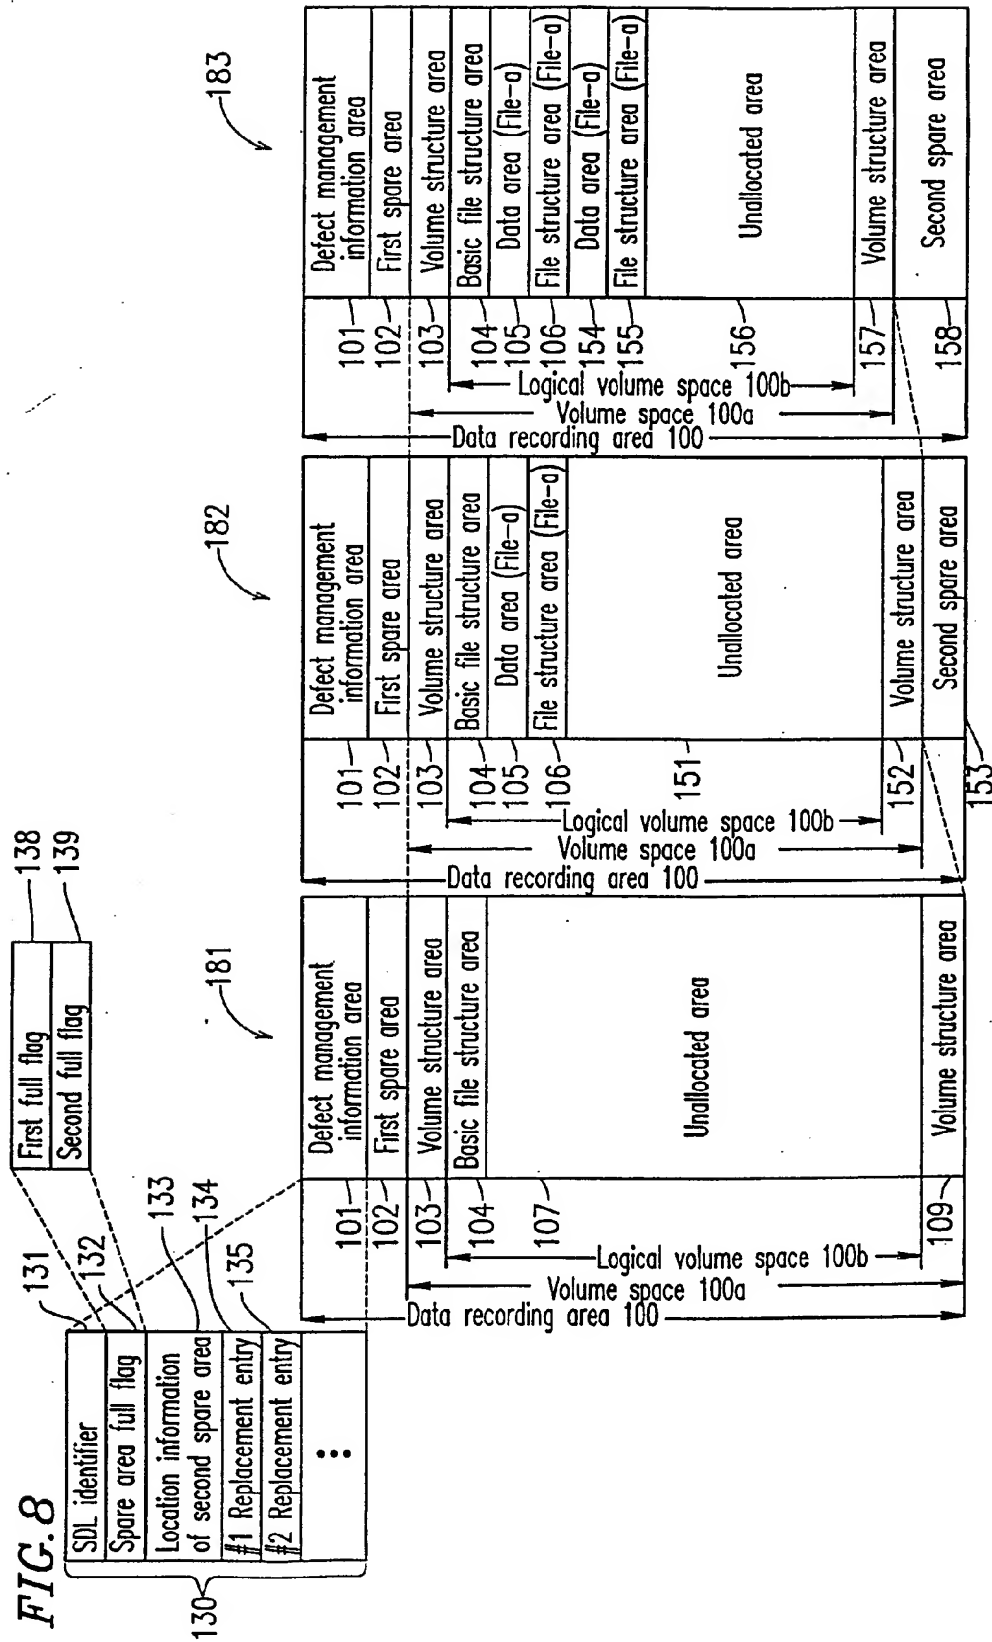 FIG.8
130
SDL identifier
Spare area full flag
Location information
of second spare area
#1 Replacement entry
#2 Replacement entry
131
132
133
134
135
First full flag
Second full flag
138
139
181
Defect management
information area
First spare area
Volume structure area
Basic file structure area
Unallocated area
Volume structure area
101
102
103
104
107
109
Logical volume space 100b
Volume space 100a
Data recording area 100
182
Defect management
information area
First spare area
Volume structure area
Basic file structure area
Data area (File-a)
File structure area (File-a)
Unallocated area
Volume structure area
Second spare area
101
102
103
104
105
106
151
152
153
Logical volume space 100b
Volume space 100a
Data recording area 100
183
Defect management
information area
First spare area
Volume structure area
Basic file structure area
Data area (File-a)
File structure area (File-a)
Data area (File-a)
File structure area (File-a)
Unallocated area
Volume structure area
Second spare area
101
102
103
104
105
106
154
155
156
157
158
Logical volume space 100b
Volume space 100a
Data recording area 100